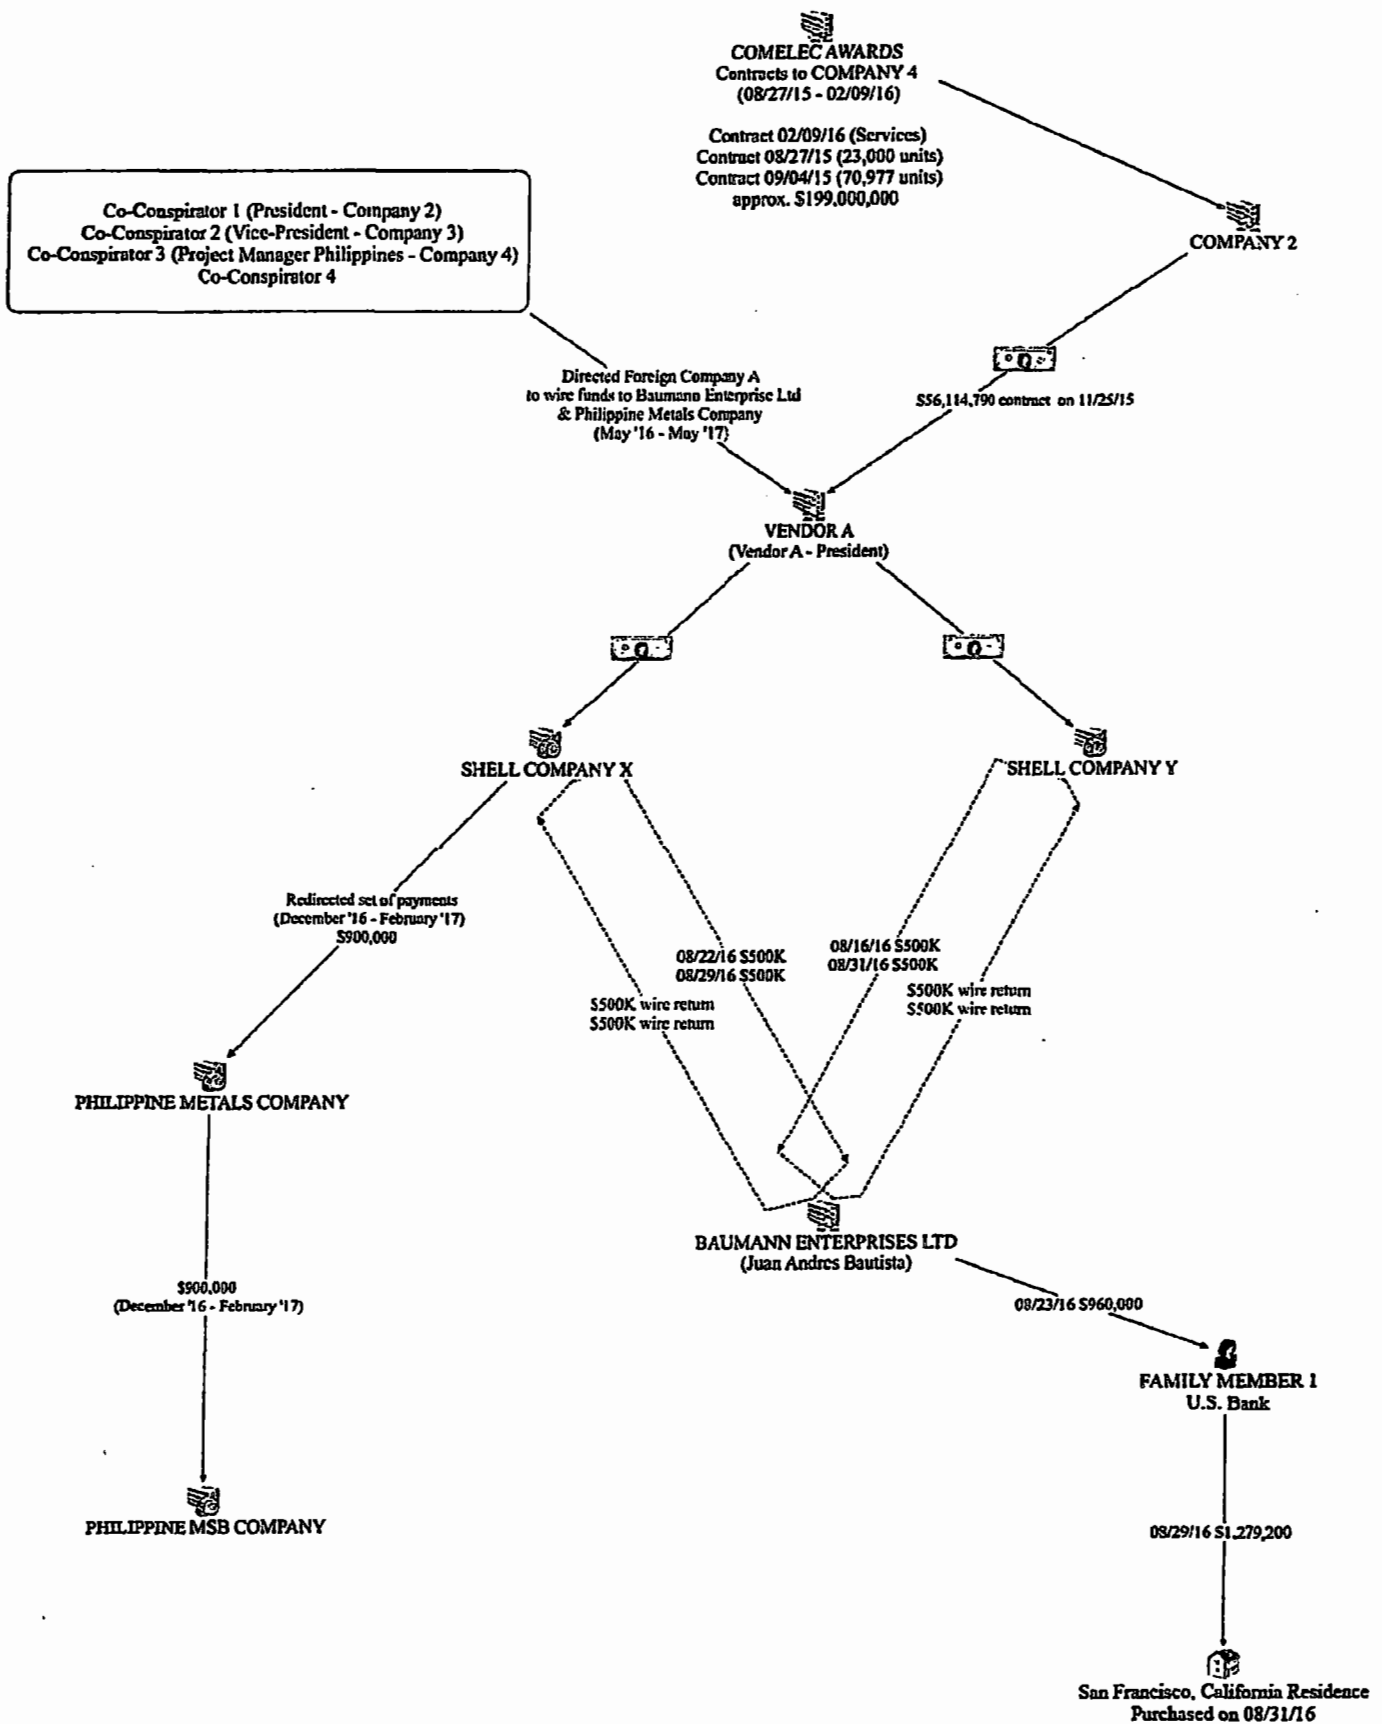 COMELEC AWARDS
Contracts to COMPANY 4
(08/27/15 - 02/09/16)
Contract 02/09/16 (Services)
Contract 08/27/15 (23,000 units)
Contract 09/04/15 (70,977 units)
approx. $199,000,000
Co-Conspirator 1 (President - Company 2)
Co-Conspirator 2 (Vice-President - Company 3)
Co-Conspirator 3 (Project Manager Philippines - Company 4)
Co-Conspirator 4
COMPANY 2
Directed Foreign Company A
to wire funds to Baumann Enterprise Ltd
& Philippine Metals Company
(May '16 - May '17)
$56,114,790 contract on 11/25/15
VENDOR A
(Vendor A - President)
SHELL COMPANY X
SHELL COMPANY Y
Redirected set of payments
(December '16 - February '17)
$900,000
08/22/16 $500K
08/29/16 $500K
08/16/16 $500K
08/31/16 $500K
$500K wire return
$500K wire return
$500K wire return
$500K wire return
PHILIPPINE METALS COMPANY
BAUMANN ENTERPRISES LTD
(Juan Andres Bautista)
$900,000
(December '16 - February '17)
08/23/16 $960,000
FAMILY MEMBER 1
U.S. Bank
PHILIPPINE MSB COMPANY
08/29/16 $1,279,200
San Francisco, California Residence
Purchased on 08/31/16